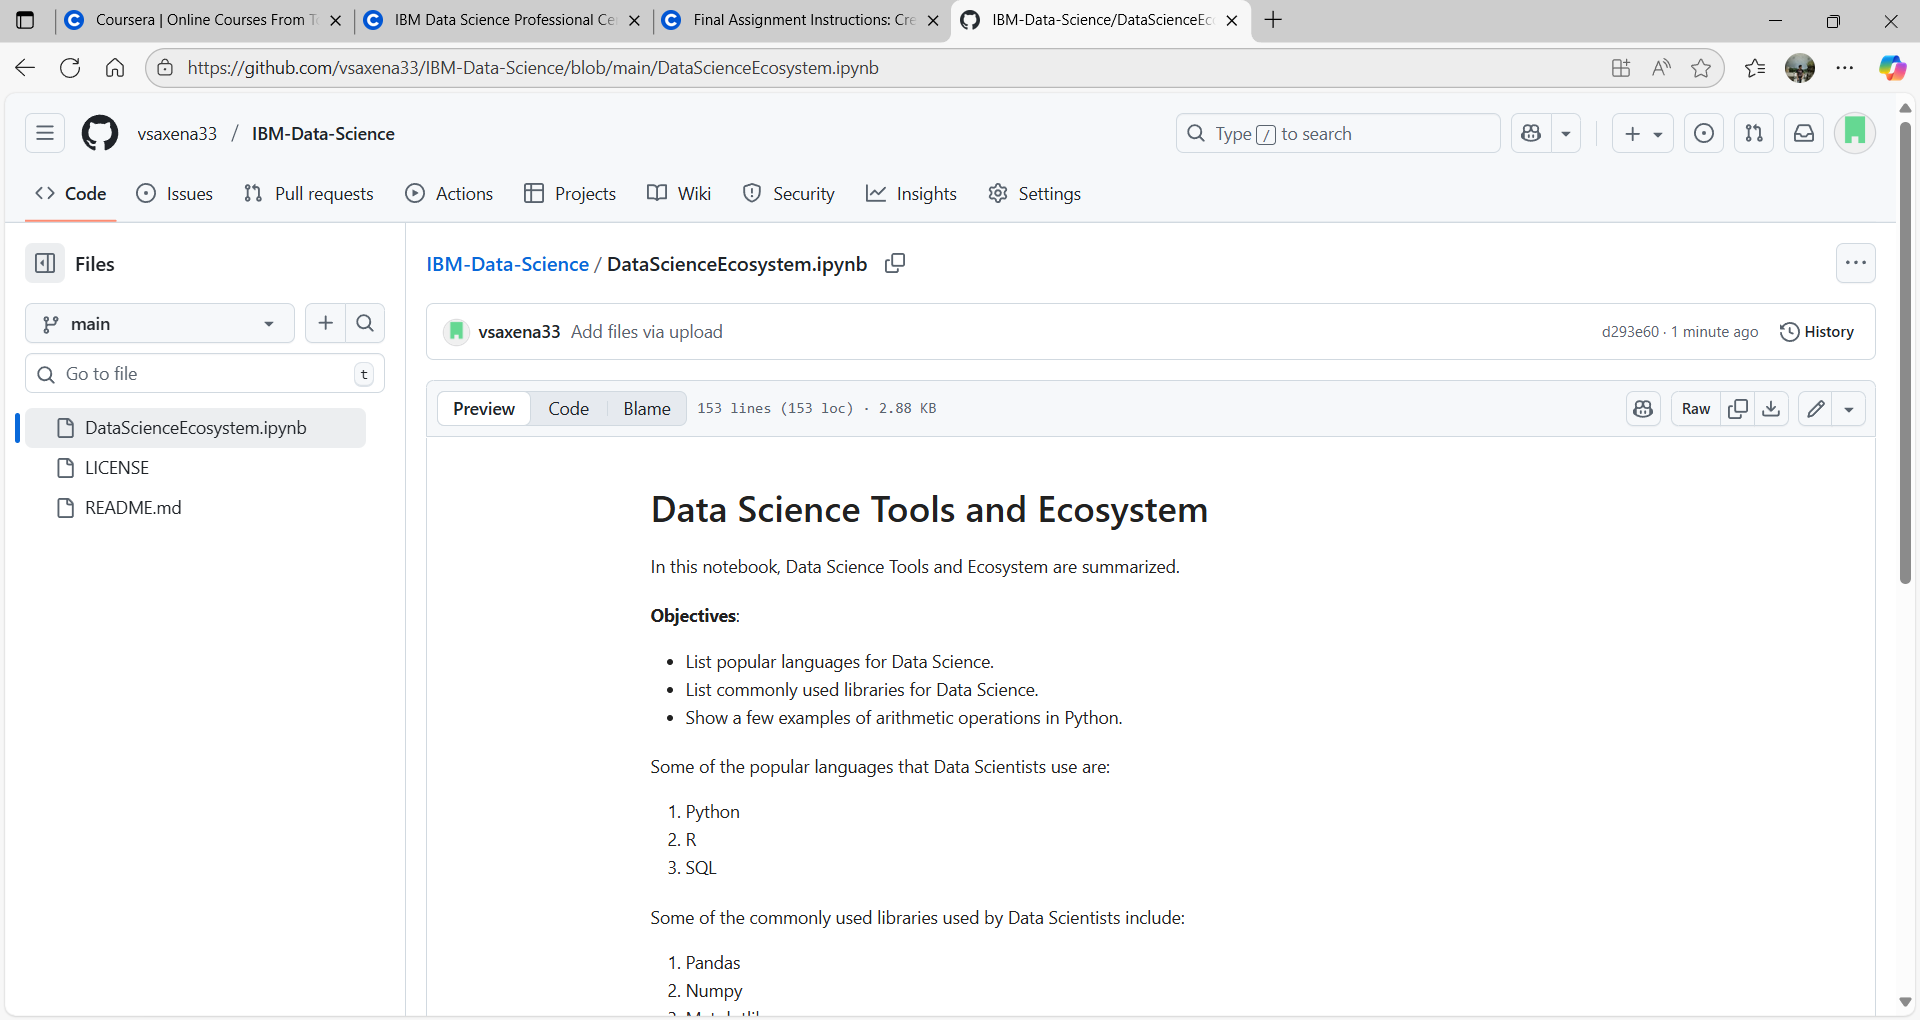 Coursera | Online Courses From T
IBM Data Science Professional Ce
Final Assignment Instructions: Cre
IBM-Data-Science/DataScienceEc
https://github.com/vsaxena33/IBM-Data-Science/blob/main/DataScienceEcosystem.ipynb
vsaxena33 / IBM-Data-Science
Type / to search
Code Issues Pull requests Actions Projects Wiki Security Insights Settings
Files
main
Go to file t
DataScienceEcosystem.ipynb
LICENSE
README.md
IBM-Data-Science / DataScienceEcosystem.ipynb
vsaxena33 Add files via upload
d293e60 · 1 minute ago History
Preview Code Blame 153 lines (153 loc) · 2.88 KB Raw
Data Science Tools and Ecosystem
In this notebook, Data Science Tools and Ecosystem are summarized.
Objectives:
• List popular languages for Data Science.
• List commonly used libraries for Data Science.
• Show a few examples of arithmetic operations in Python.
Some of the popular languages that Data Scientists use are:
1. Python
2. R
3. SQL
Some of the commonly used libraries used by Data Scientists include:
1. Pandas
2. Numpy